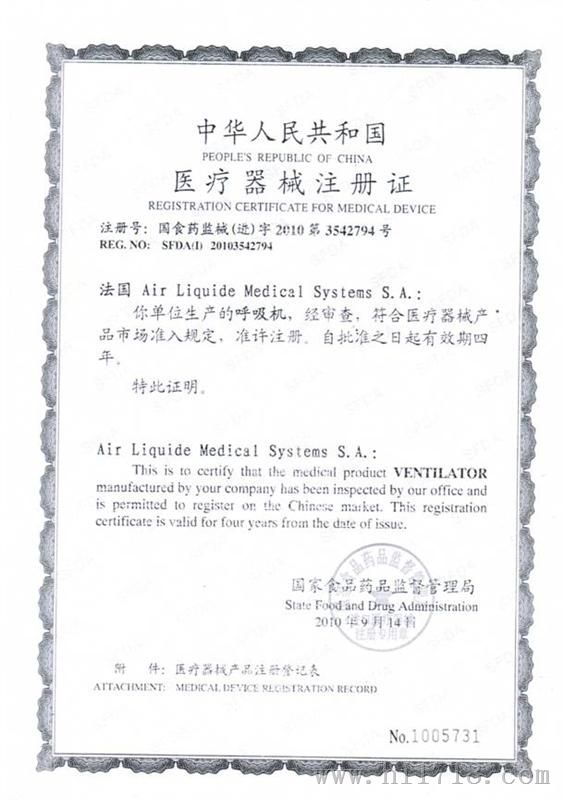 中华人民共和国
PEOPLE'S REPUBLIC OF CHINA
医疗器械注册证
REGISTRATION CERTIFICATE FOR MEDICAL DEVICE
注册号：国食药监械(进)字2010第3542794号
REG. NO: SFDA(I) 20103542794
法国 Air Liquide Medical Systems S.A.:
你单位生产的呼吸机，经审查，符合医疗器械产
品市场准入规定，准许注册。自批准之日起有效期四
年。
特此证明。
Air Liquide Medical Systems S.A.:
This is to certify that the medical product VENTILATOR
manufactured by your company has been inspected by our office and
is permitted to register on the Chinese market. This registration
certificate is valid for four years from the date of issue.
国家食品药品监督管理局
State Food and Drug Administration
2010年9月14日
注册专用章
附 件：医疗器械产品注册登记表
ATTACHMENT: MEDICAL DEVICE REGISTRATION RECORD
No.1005731